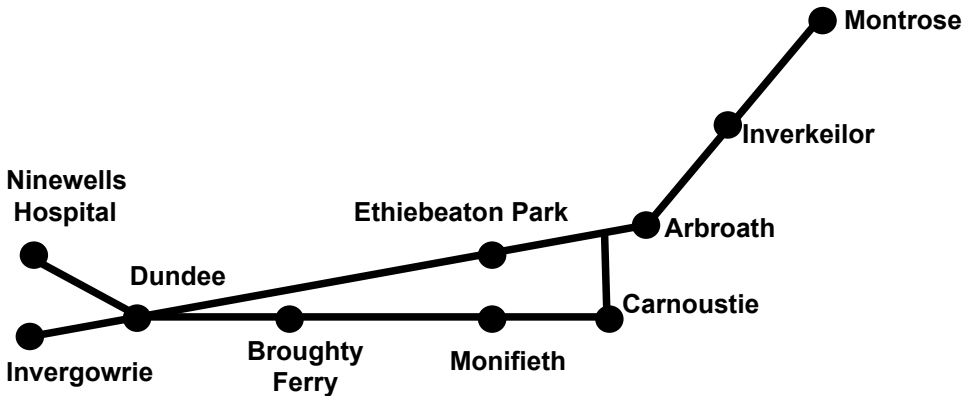 Montrose
Inverkeilor
Ninewells
Hospital
Ethiebeaton Park
Arbroath
Dundee
Carnoustie
Broughty
Ferry
Monifieth
Invergowrie